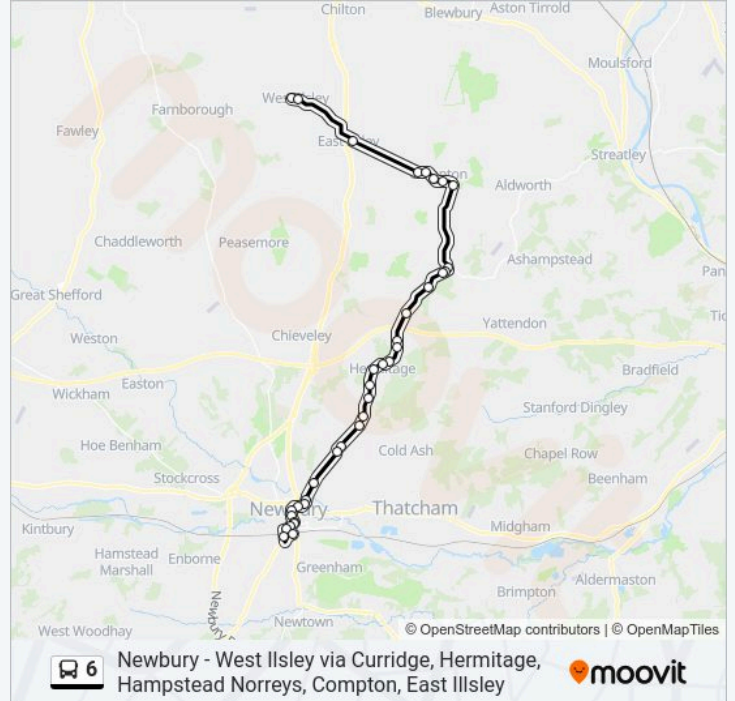 Chilton
Blewbury
Aston Tirrold
Moulsford
Farnborough
Fawley
Streatley
Aldworth
Chaddleworth
Peasemore
Ashampstead
Great Shefford
Yattendon
Weston
Chieveley
Bradfield
Easton
Wickham
Stanford Dingley
Hoe Benham
Cold Ash
Chapel Row
Stockcross
Beenham
Thatcham
Kintbury
Midgham
Hamstead
Marshall
Enborne
Greenham
Aldermaston
Brimpton
Newtown
West Woodhay
© OpenStreetMap contributors | © OpenMapTiles
6
Newbury - West Ilsley via Curridge, Hermitage,
Hampstead Norreys, Compton, East Illsley
moovit